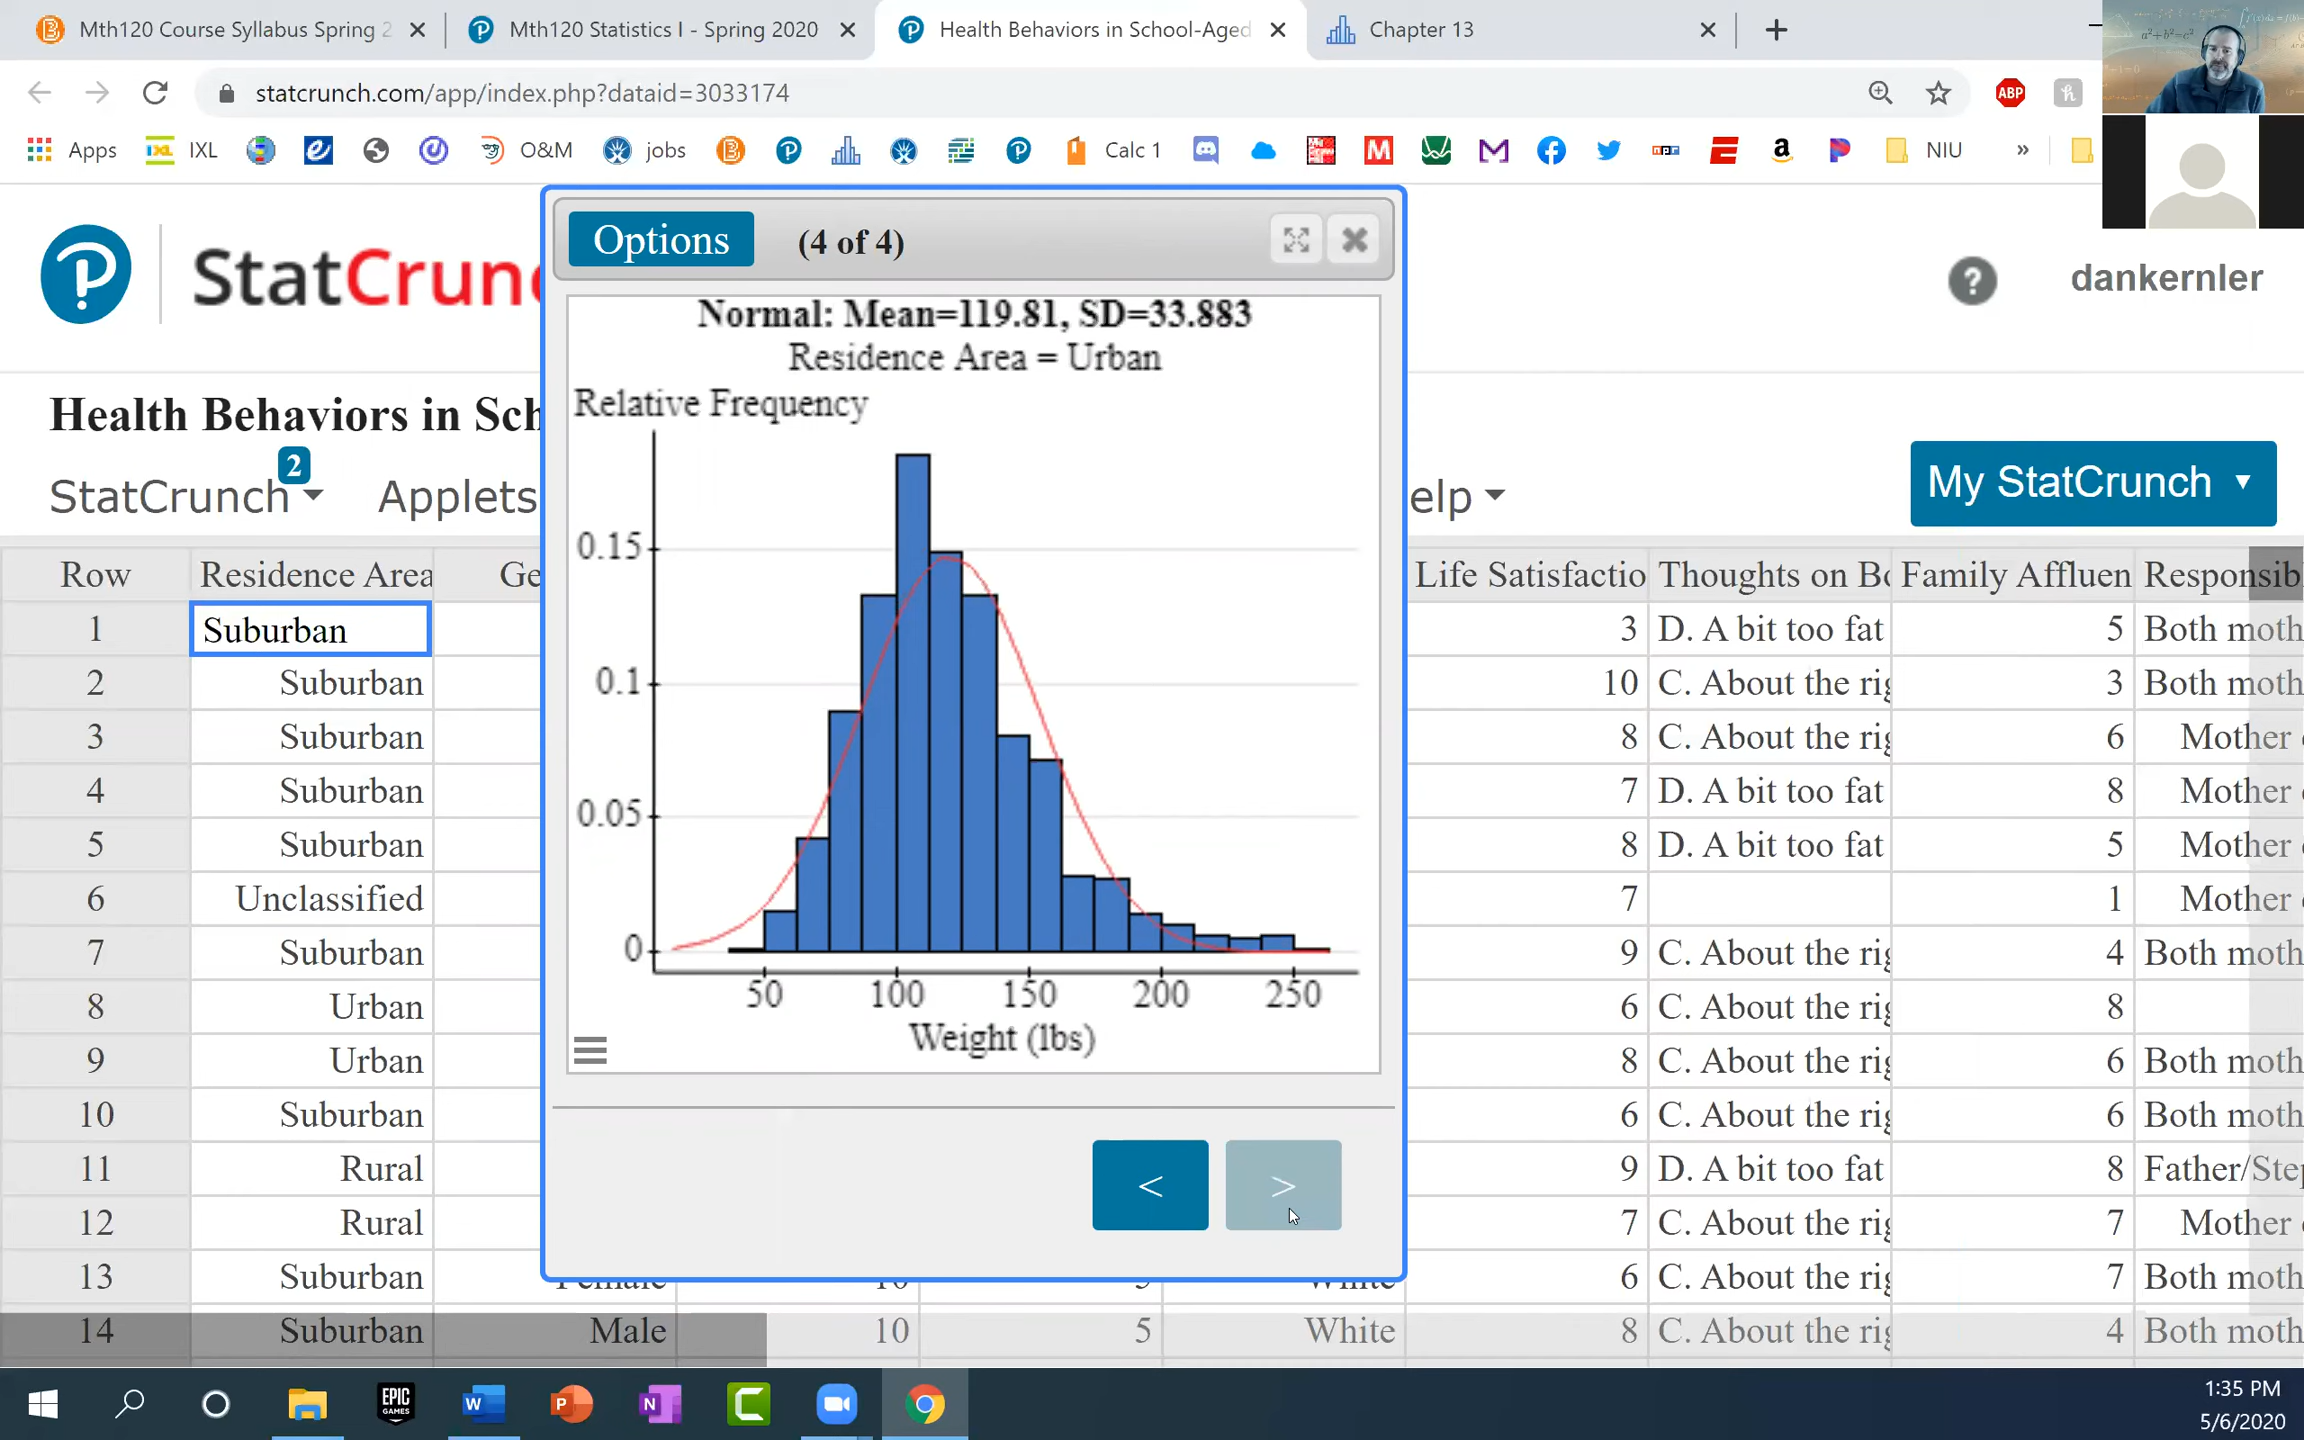 Mth120 Course Syllabus Spring 2
Mth120 Statistics I - Spring 2020
Health Behaviors in School-Aged
Chapter 13
statcrunch.com/app/index.php?dataid=3033174
ABP
Apps
IXL
O&M
jobs
Calc 1
NIU
»
Options
(4 of 4)
StatCrunc
dankernler
Normal: Mean=119.81, SD=33.883
Residence Area = Urban
Relative Frequency
Health Behaviors in Sch
2
StatCrunch
Applets
elp
My StatCrunch
0.15
0.1
0.05
0
50 100 150 200 250
Weight (lbs)
<
>
Row Residence Area Ge Life Satisfactio Thoughts on Bo Family Affluen Responsib
1 Suburban 3 D. A bit too fat 5 Both moth
2 Suburban 10 C. About the rig 3 Both moth
3 Suburban 8 C. About the rig 6 Mother
4 Suburban 7 D. A bit too fat 8 Mother
5 Suburban 8 D. A bit too fat 5 Mother
6 Unclassified 7 1 Mother
7 Suburban 9 C. About the rig 4 Both moth
8 Urban 6 C. About the rig 8
9 Urban 8 C. About the rig 6 Both moth
10 Suburban 6 C. About the rig 6 Both moth
11 Rural 9 D. A bit too fat 8 Father/Step
12 Rural 7 C. About the rig 7 Mother
13 Suburban Female 10 5 White 6 C. About the rig 7 Both moth
14 Suburban Male 10 5 White 8 C. About the rig 4 Both moth
EPIC
GAMES
1:35 PM
5/6/2020